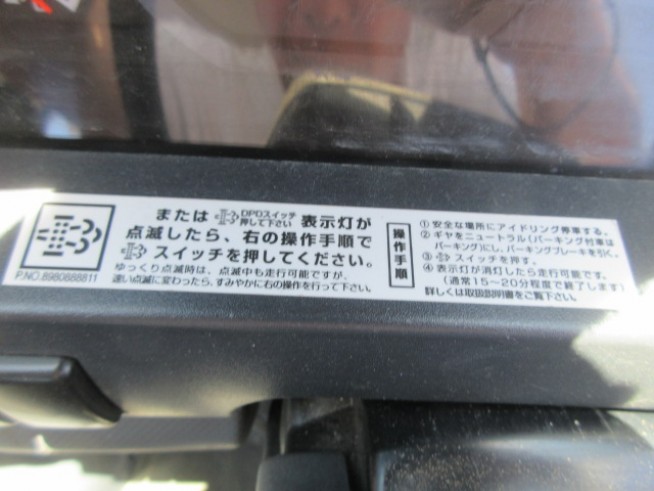 または DPDスイッチ 押して下さい 表示灯が
点滅したら、右の操作手順で
スイッチを押してください。
ゆっくり点滅時は、点滅中も走行可能ですが、
速い点滅に変わったら、すみやかに右の操作を行って下さい。
P.NO.8980888811
操作手順
①安全な場所にアイドリング停車する。
②ギヤをニュートラル(パーキング付車は
パーキング)にし、パーキングブレーキを引く。
③ スイッチを押す。
④表示灯が消灯したら走行可能です。
(通常15～20分程度で終了します)
詳しくは取扱説明書をご覧下さい。